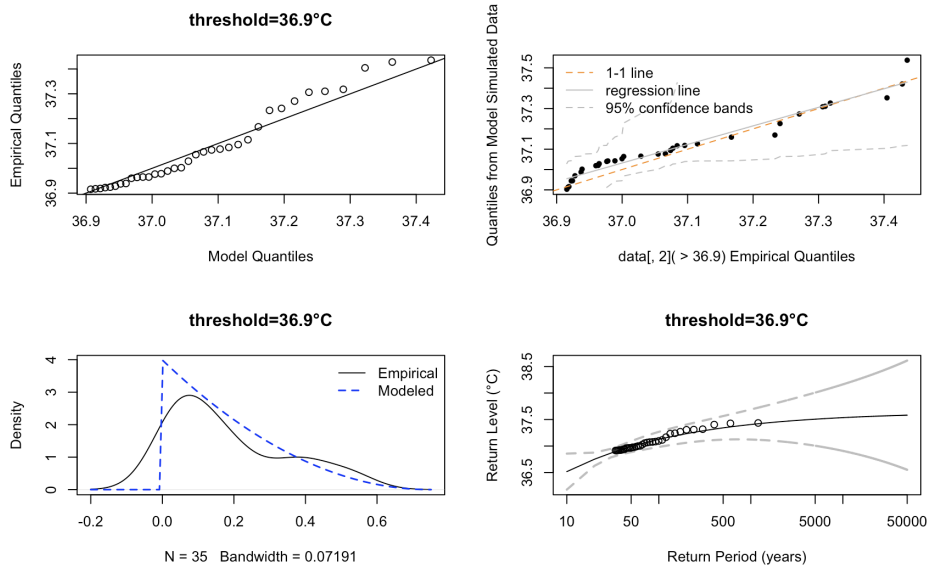 threshold=36.9°C
Empirical Quantiles
36.9 37.1 37.3
36.9 37.0 37.1 37.2 37.3 37.4
Model Quantiles
Quantiles from Model Simulated Data
36.9 37.1 37.3 37.5
1-1 line
regression line
95% confidence bands
36.9 37.0 37.1 37.2 37.3 37.4
data[, 2]( > 36.9) Empirical Quantiles
threshold=36.9°C
Density
0 1 2 3 4
Empirical
Modeled
-0.2 0.0 0.2 0.4 0.6
N = 35 Bandwidth = 0.07191
threshold=36.9°C
Return Level (°C)
36.5 37.5 38.5
10 50 500 5000 50000
Return Period (years)